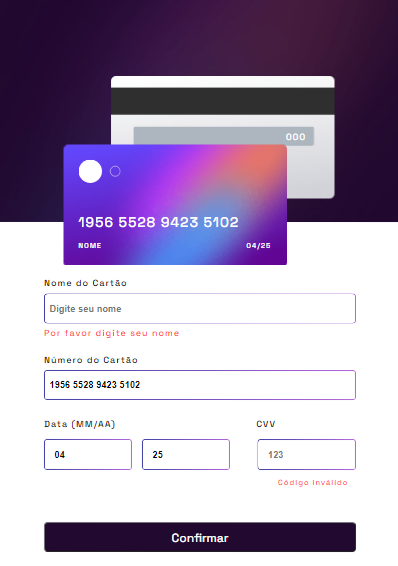 000
1956 5528 9423 5102
NOME 04/25
Nome do Cartão
Digite seu nome
Por favor digite seu nome
Número do Cartão
1956 5528 9423 5102
Data (MM/AA) CVV
04 25 123
Código Inválido
Confirmar